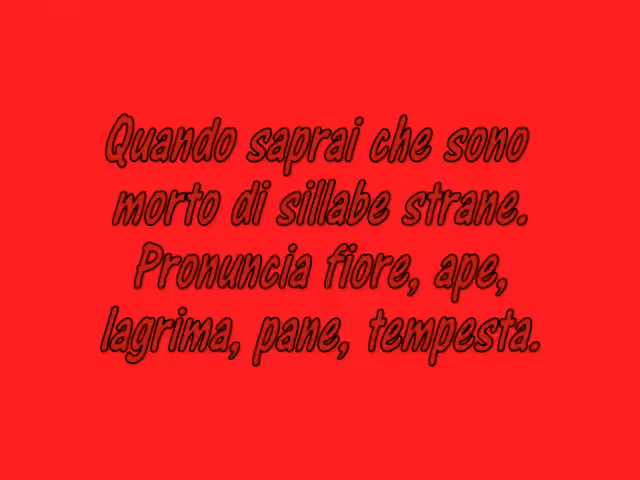 Quando saprai che sono
morto di sillabe strane.
Pronuncia fiore, ape,
lagrima, pane, tempesta.